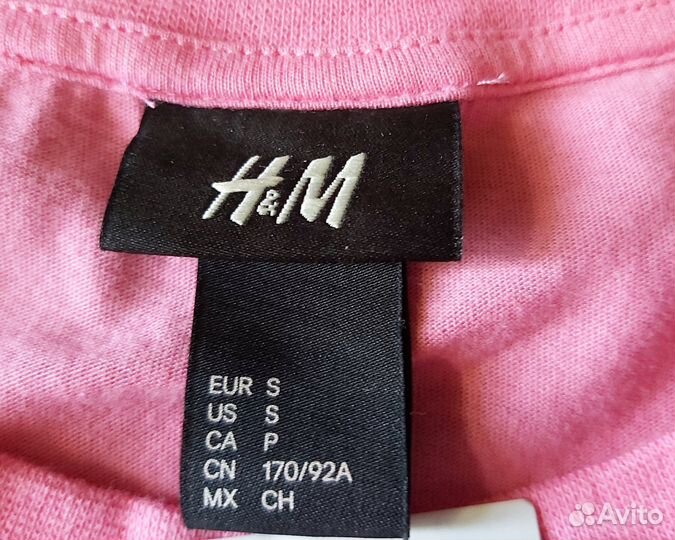 H&M
EUR S
US S
CA P
CN 170/92A
MX CH
Avito